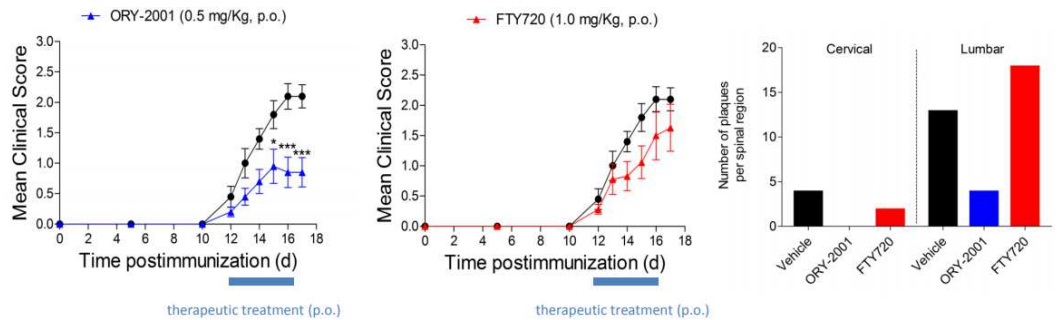 ORY-2001 (0.5 mg/Kg, p.o.)
Mean Clinical Score
3.0
2.5
2.0
1.5
1.0
0.5
0.0
* *** ***
0 2 4 6 8 10 12 14 16 18
Time postimmunization (d)
therapeutic treatment (p.o.)
FTY720 (1.0 mg/Kg, p.o.)
Mean Clinical Score
3.0
2.5
2.0
1.5
1.0
0.5
0.0
0 2 4 6 8 10 12 14 16 18
Time postimmunization (d)
therapeutic treatment (p.o.)
Number of plaques
per spinal region
20
15
10
5
0
Cervical Lumbar
Vehicle ORY-2001 FTY720 Vehicle ORY-2001 FTY720